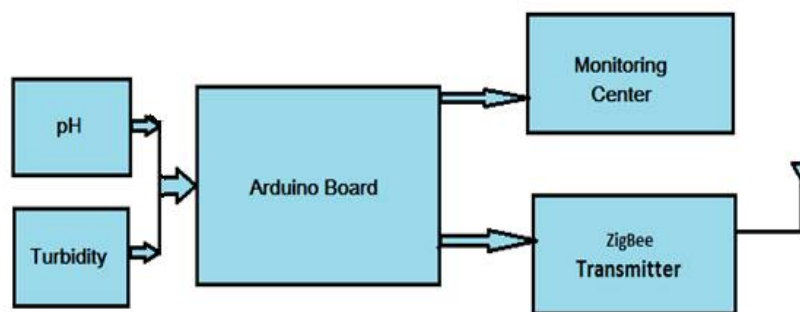 pH
Turbidity
Arduino Board
Monitoring
Center
ZigBee
Transmitter